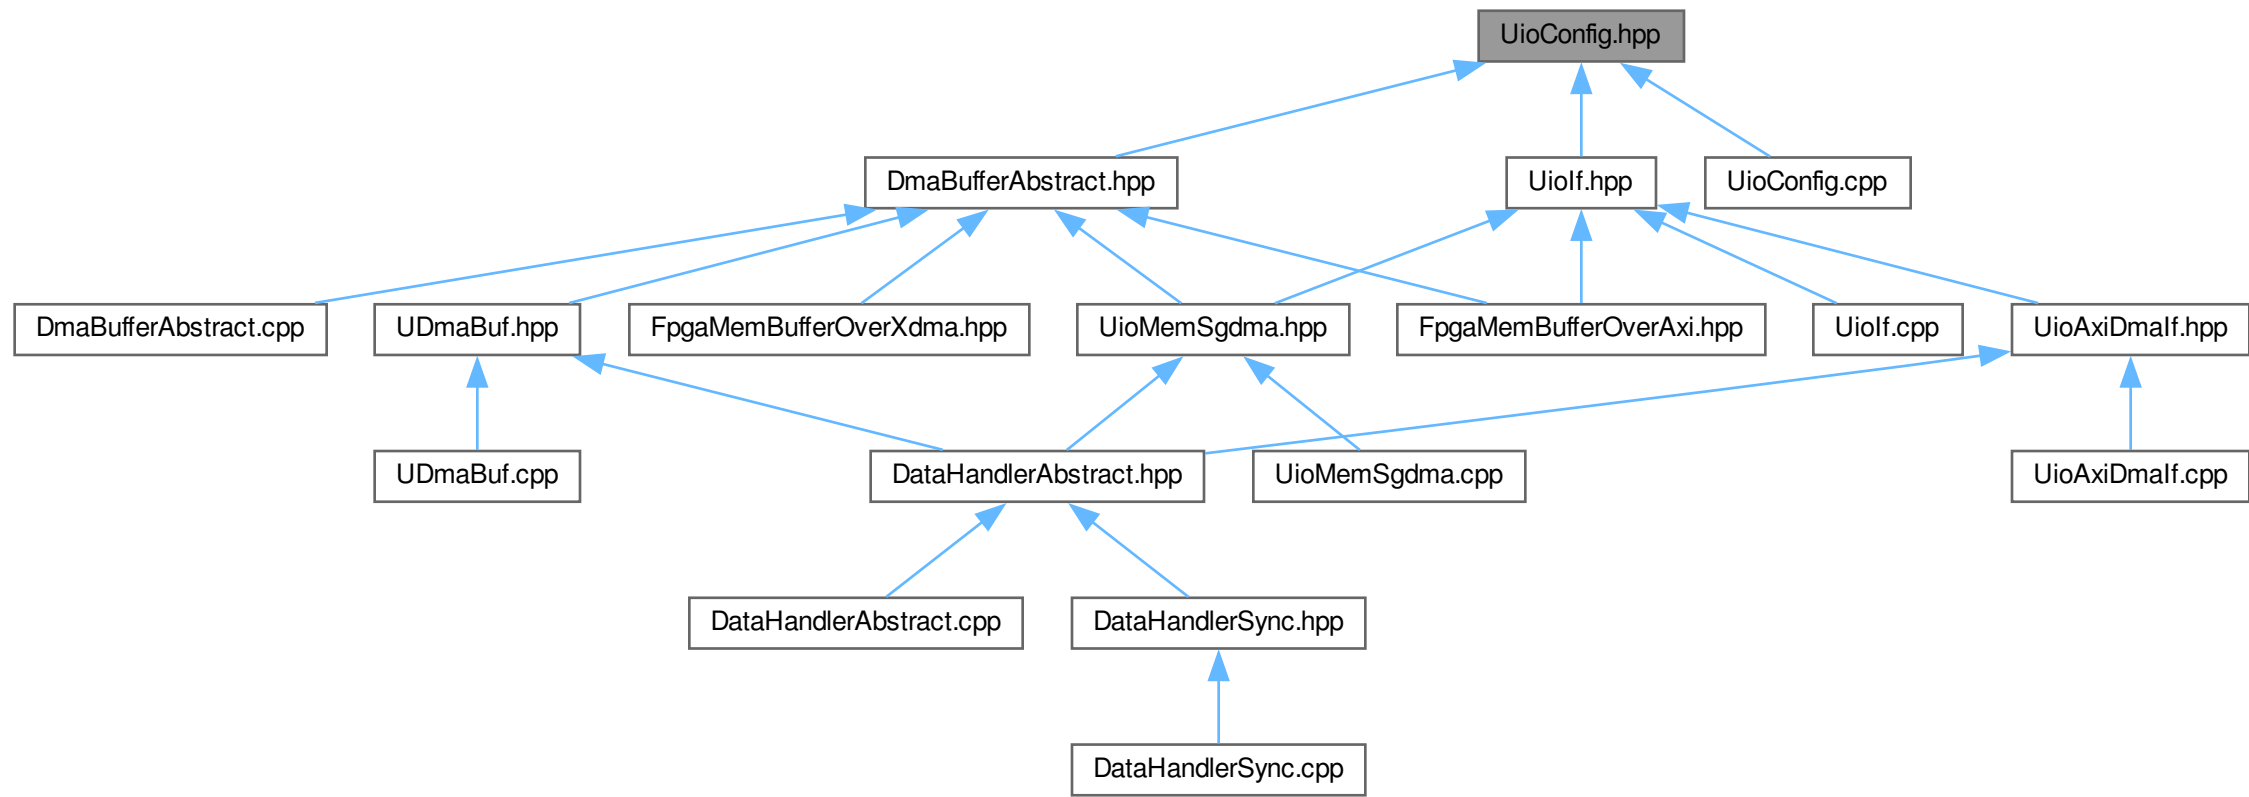 UioConfig.hpp
DmaBufferAbstract.hpp
UioIf.hpp
UioConfig.cpp
DmaBufferAbstract.cpp
UDmaBuf.hpp
FpgaMemBufferOverXdma.hpp
UioMemSgdma.hpp
FpgaMemBufferOverAxi.hpp
UioIf.cpp
UioAxiDmaIf.hpp
UDmaBuf.cpp
DataHandlerAbstract.hpp
UioMemSgdma.cpp
UioAxiDmaIf.cpp
DataHandlerAbstract.cpp
DataHandlerSync.hpp
DataHandlerSync.cpp